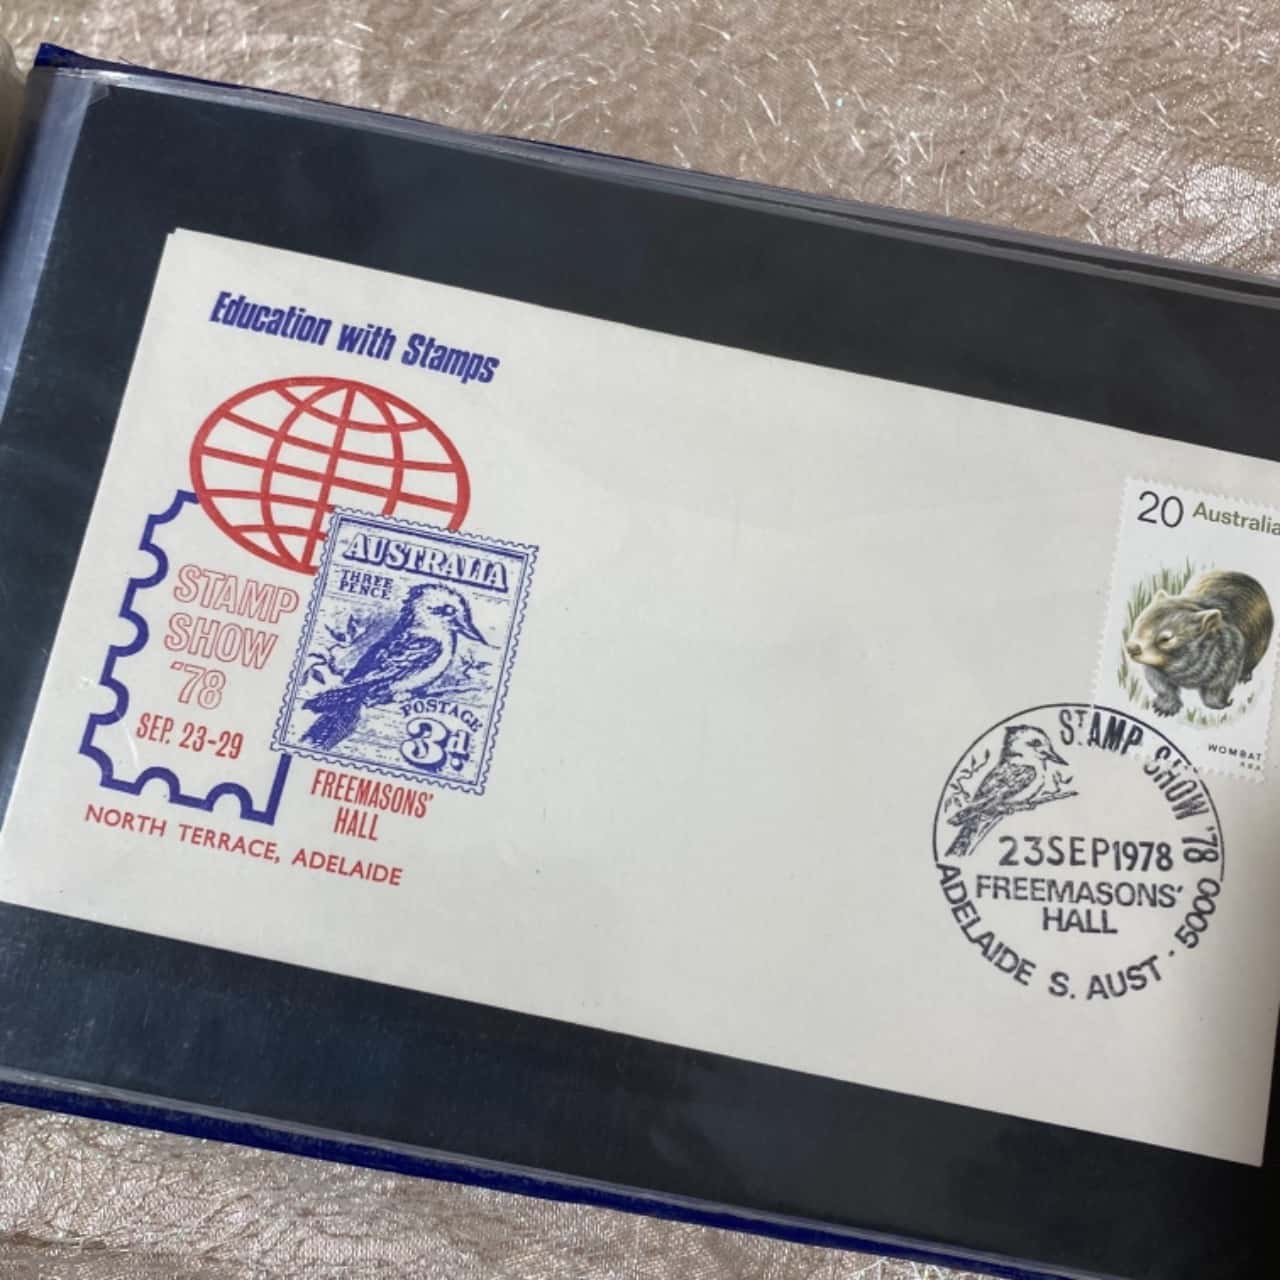 Education with Stamps
STAMP
SHOW
'78
SEP. 23-29
AUSTRALIA
THREE
PENCE
POSTAGE
3d.
FREEMASONS'
HALL
NORTH TERRACE, ADELAIDE
20 Australia
WOMBAT
STAMP SHOW '78
23SEP1978
FREEMASONS'
HALL
ADELAIDE S. AUST · 5000